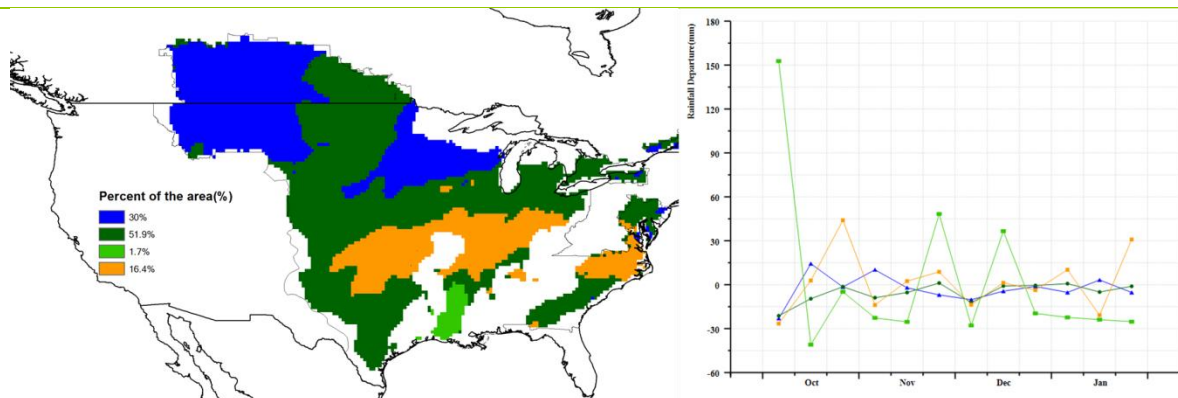 Percent of the area(%)
30%
51.9%
1.7%
16.4%
Rainfall Departure(mm)
180
150
120
90
60
30
0
-30
-60
Oct
Nov
Dec
Jan